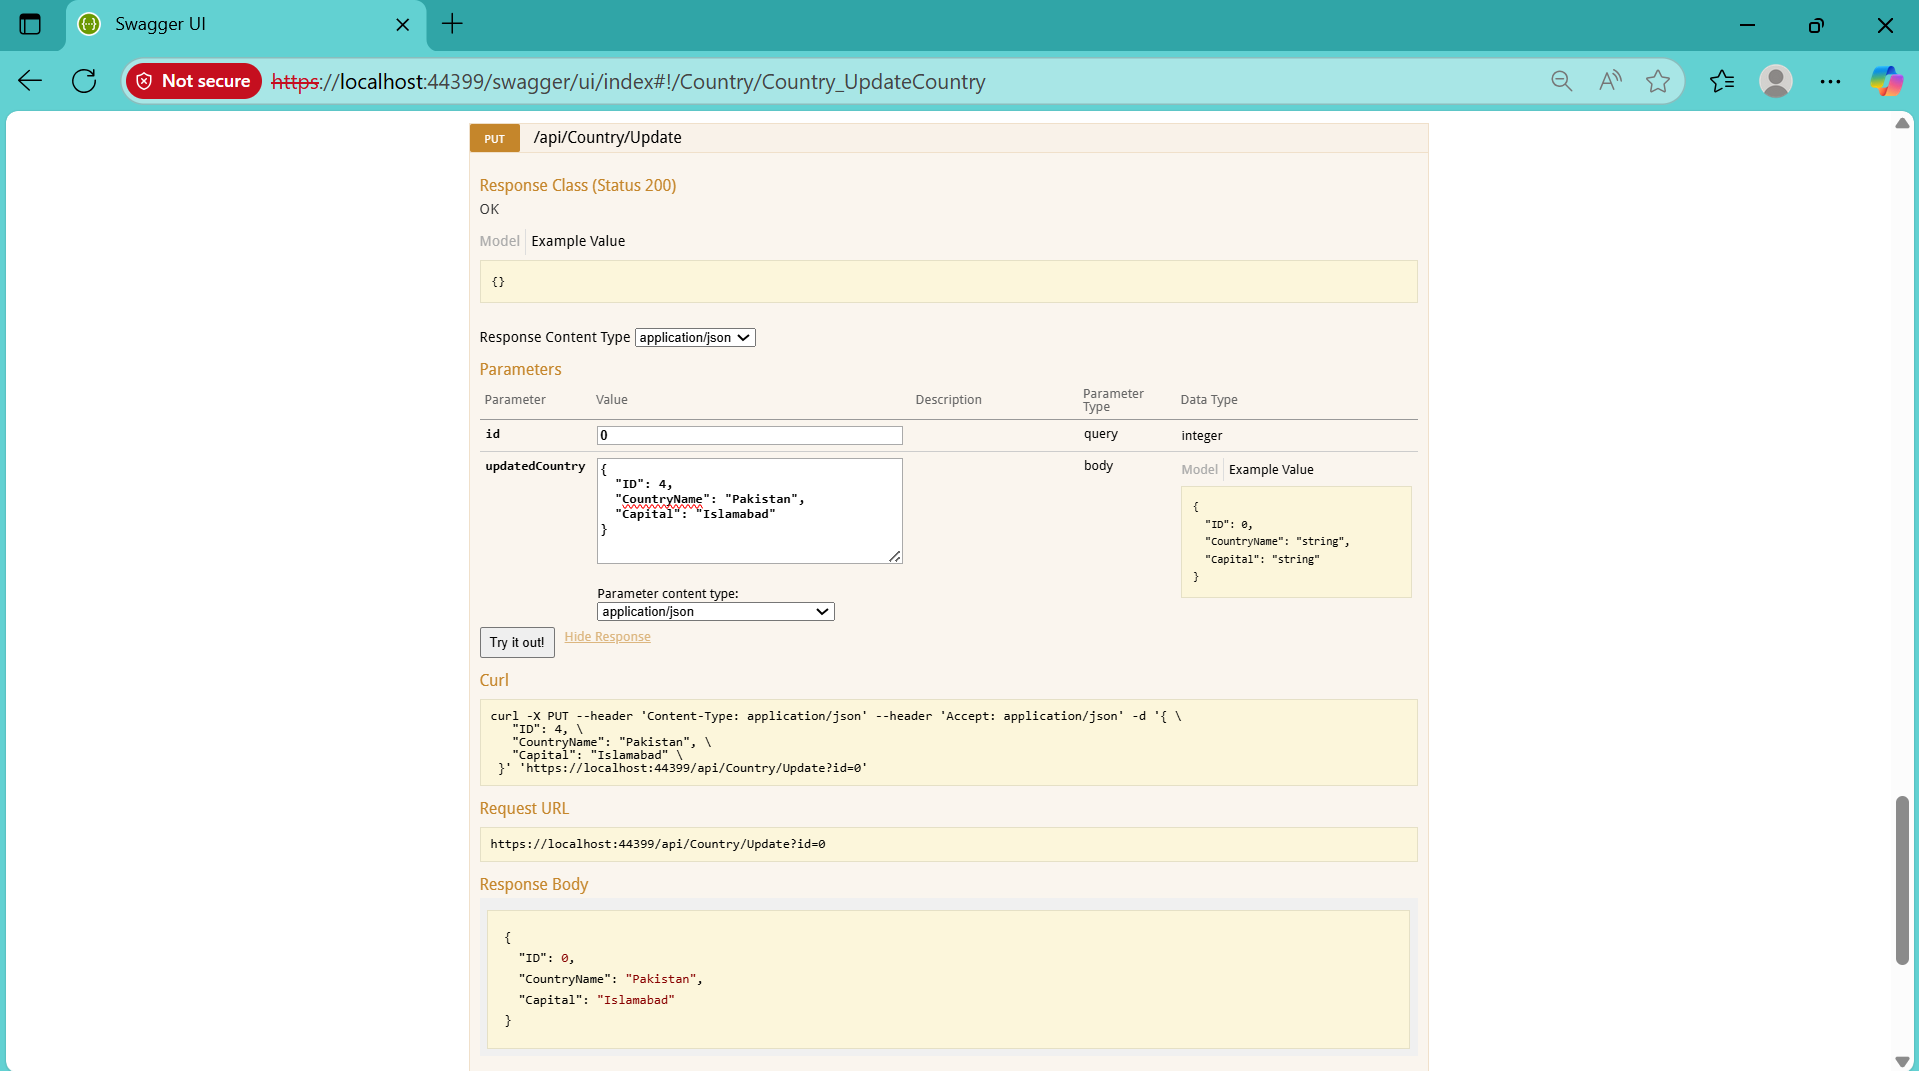 Swagger UI
Not secure https://localhost:44399/swagger/ui/index#!/Country/Country_UpdateCountry
PUT /api/Country/Update
Response Class (Status 200)
OK
Model Example Value
{}
Response Content Type application/json
Parameters
Parameter Value Description Parameter Type Data Type
id 0 query integer
updatedCountry
{
"ID": 4,
"CountryName": "Pakistan",
"Capital": "Islamabad"
}
body
Model Example Value
{
"ID": 0,
"CountryName": "string",
"Capital": "string"
}
Parameter content type:
application/json
Try it out! Hide Response
Curl
curl -X PUT --header 'Content-Type: application/json' --header 'Accept: application/json' -d '{ \
"ID": 4, \
"CountryName": "Pakistan", \
"Capital": "Islamabad" \
}' 'https://localhost:44399/api/Country/Update?id=0'
Request URL
https://localhost:44399/api/Country/Update?id=0
Response Body
{
"ID": 0,
"CountryName": "Pakistan",
"Capital": "Islamabad"
}